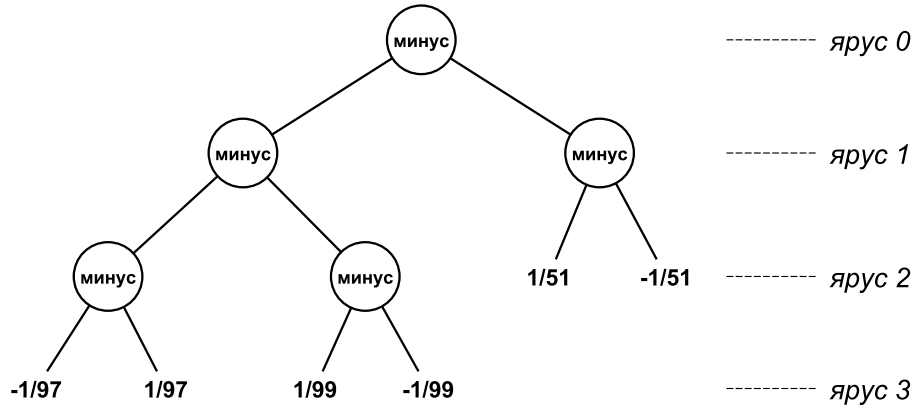 минус ярус 0
минус минус ярус 1
минус минус 1/51 -1/51 ярус 2
-1/97 1/97 1/99 -1/99 ярус 3